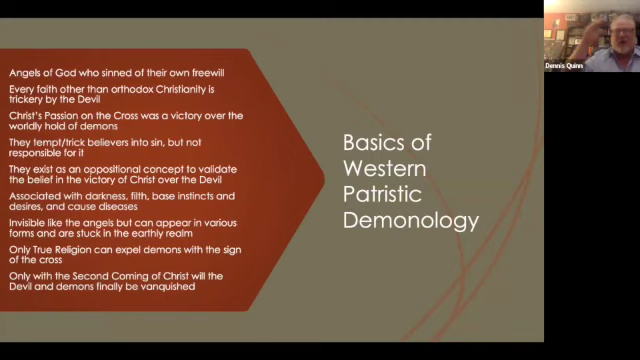 Angels of God who sinned of their own freewill
Every faith other than orthodox Christianity is
trickery by the Devil
Christ's Passion on the Cross was a victory over the
worldly hold of demons
They tempt/trick believers into sin, but not
responsible for it
They exist as an oppositional concept to validate
the belief in the victory of Christ over the Devil
Associated with darkness, filth, base instincts and
desires, and cause diseases
Invisible like the angels but can appear in various
forms and are stuck in the earthly realm
Only True Religion can expel demons with the sign
of the cross
Only with the Second Coming of Christ will the
Devil and demons finally be vanquished
Basics of
Western
Patristic
Demonology
Dennis Quinn